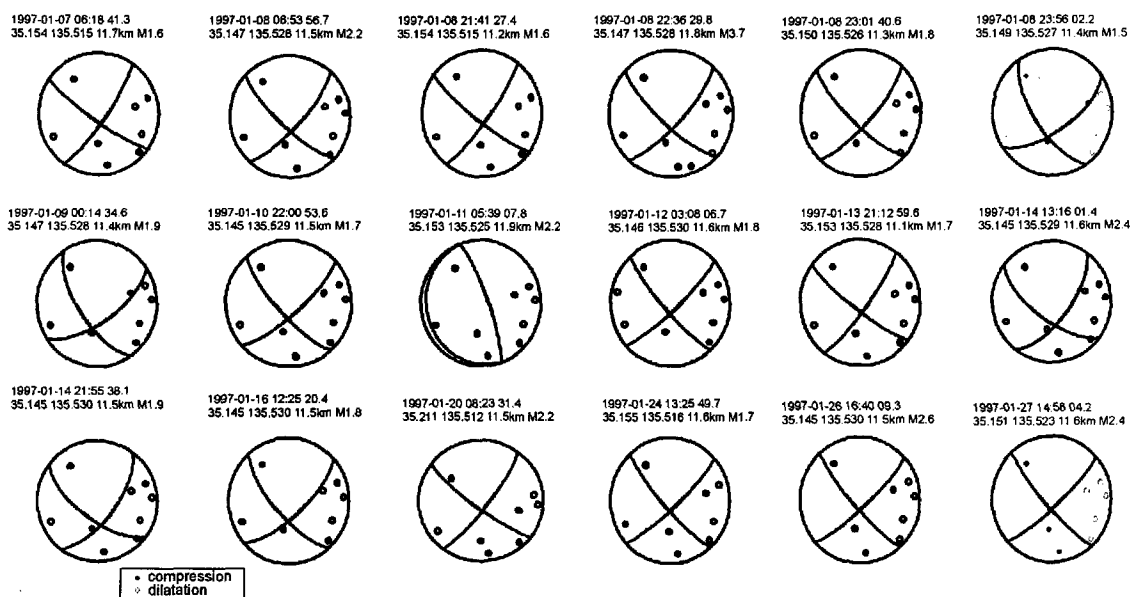 1997-01-07 06:18 41.3
35.154 135.515 11.7km M1.6
1997-01-08 06:53 56.7
35.147 135.528 11.5km M2.2
1997-01-08 21:41 27.4
35.154 135.515 11.2km M1.6
1997-01-08 22:36 29.8
35.147 135.528 11.8km M3.7
1997-01-08 23:01 40.6
35.150 135.526 11.3km M1.8
1997-01-08 23:56 02.2
35.149 135.527 11.4km M1.5
1997-01-09 00:14 34.6
35.147 135.528 11.4km M1.9
1997-01-10 22:00 53.6
35.145 135.529 11.5km M1.7
1997-01-11 05:39 07.8
35.153 135.525 11.9km M2.2
1997-01-12 03:08 06.7
35.146 135.530 11.6km M1.8
1997-01-13 21:12 59.6
35.153 135.528 11.1km M1.7
1997-01-14 13:16 01.4
35.145 135.529 11.6km M2.4
1997-01-14 21:55 38.1
35.145 135.530 11.5km M1.9
1997-01-16 12:25 20.4
35.145 135.530 11.5km M1.8
1997-01-20 08:23 31.4
35.211 135.512 11.5km M2.2
1997-01-24 13:25 49.7
35.155 135.516 11.6km M1.7
1997-01-26 16:40 09.3
35.145 135.530 11.5km M2.6
1997-01-27 14:58 04.2
35.151 135.523 11.6km M2.4
compression
dilatation